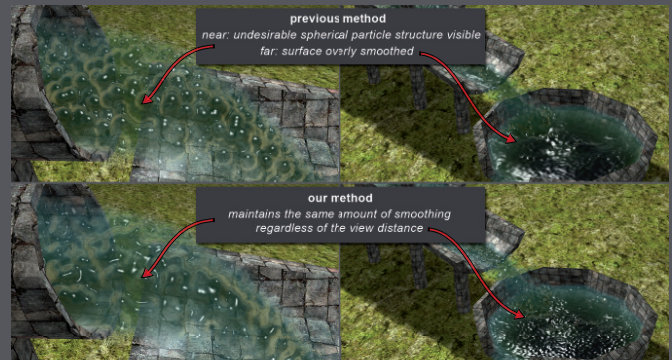 previous method
near: undesirable spherical particle structure visible
far: surface overly smoothed
our method
maintains the same amount of smoothing
regardless of the view distance